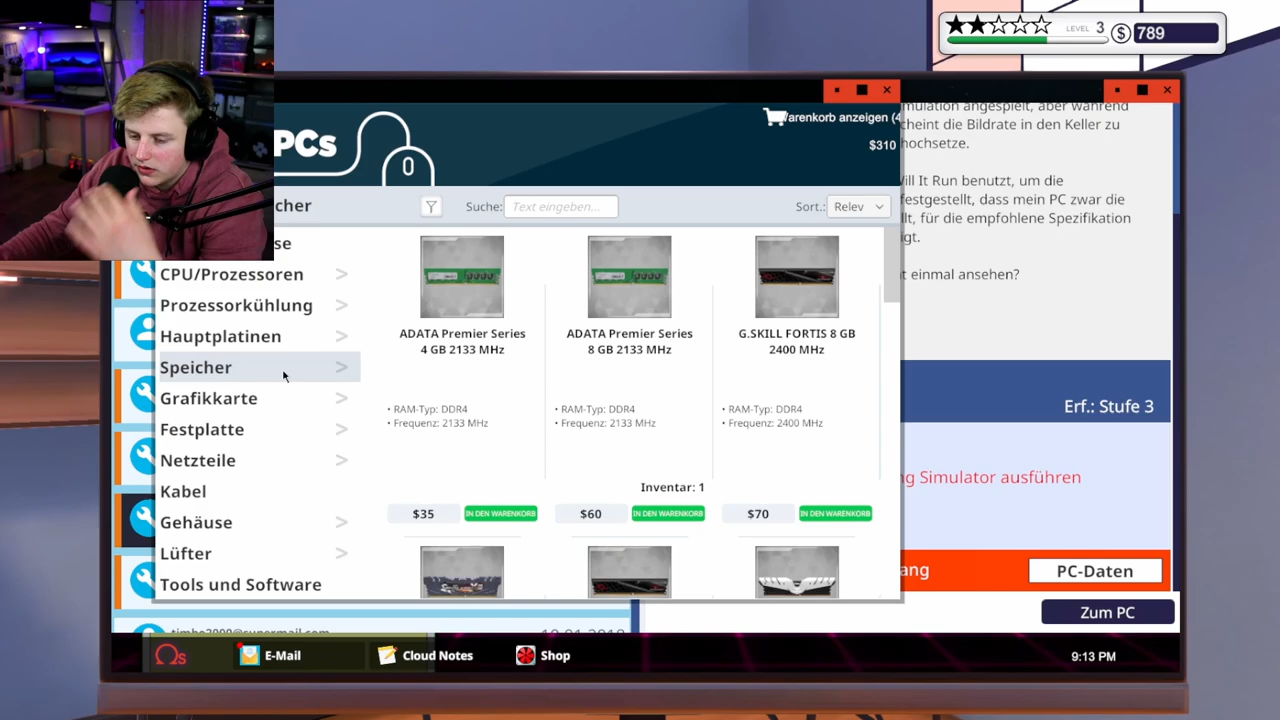 LEVEL 3 $ 789
PCs
arenkorb anzeigen (4
$310
cher
Suche: Text eingeben...
Sort.: Relev
se
CPU/Prozessoren >
Prozessorkühlung >
Hauptplatinen >
Speicher >
Grafikkarte >
Festplatte >
Netzteile >
Kabel
Gehäuse >
Lüfter >
Tools und Software
ADATA Premier Series
4 GB 2133 MHz
• RAM-Typ: DDR4
• Frequenz: 2133 MHz
$35 IN DEN WARENKORB
ADATA Premier Series
8 GB 2133 MHz
• RAM-Typ: DDR4
• Frequenz: 2133 MHz
Inventar: 1
$60 IN DEN WARENKORB
G.SKILL FORTIS 8 GB
2400 MHz
• RAM-Typ: DDR4
• Frequenz: 2400 MHz
$70 IN DEN WARENKORB
mulation angespielt, aber während
cheint die Bildrate in den Keller zu
hochsetze.
Vill It Run benutzt, um die
festgestellt, dass mein PC zwar die
llt, für die empfohlene Spezifikation
igt.
t einmal ansehen?
Erf.: Stufe 3
ng Simulator ausführen
ang
PC-Daten
Zum PC
E-Mail
Cloud Notes
Shop
9:13 PM